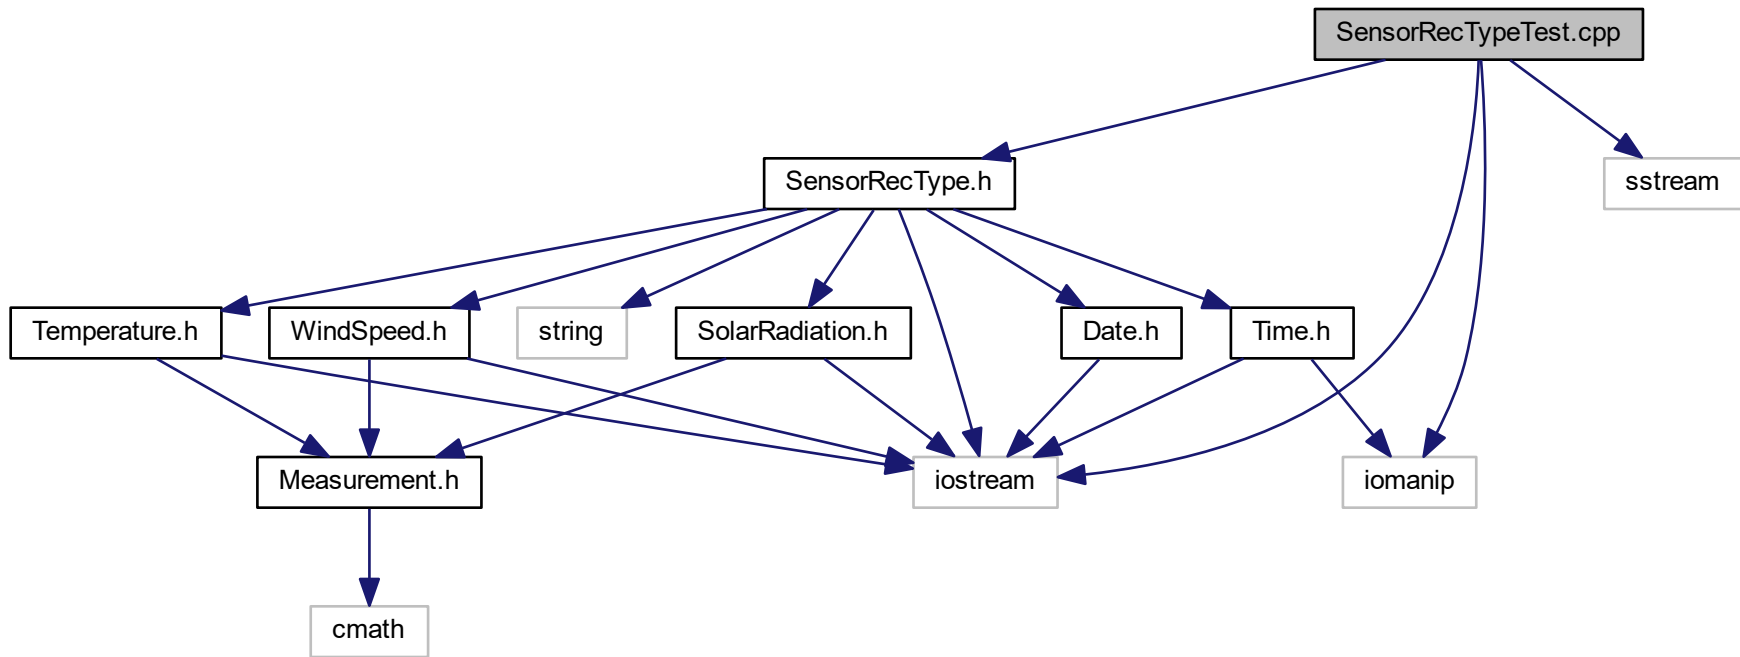 SensorRecTypeTest.cpp
SensorRecType.h
sstream
Temperature.h
WindSpeed.h
string
SolarRadiation.h
Date.h
Time.h
Measurement.h
iostream
iomanip
cmath